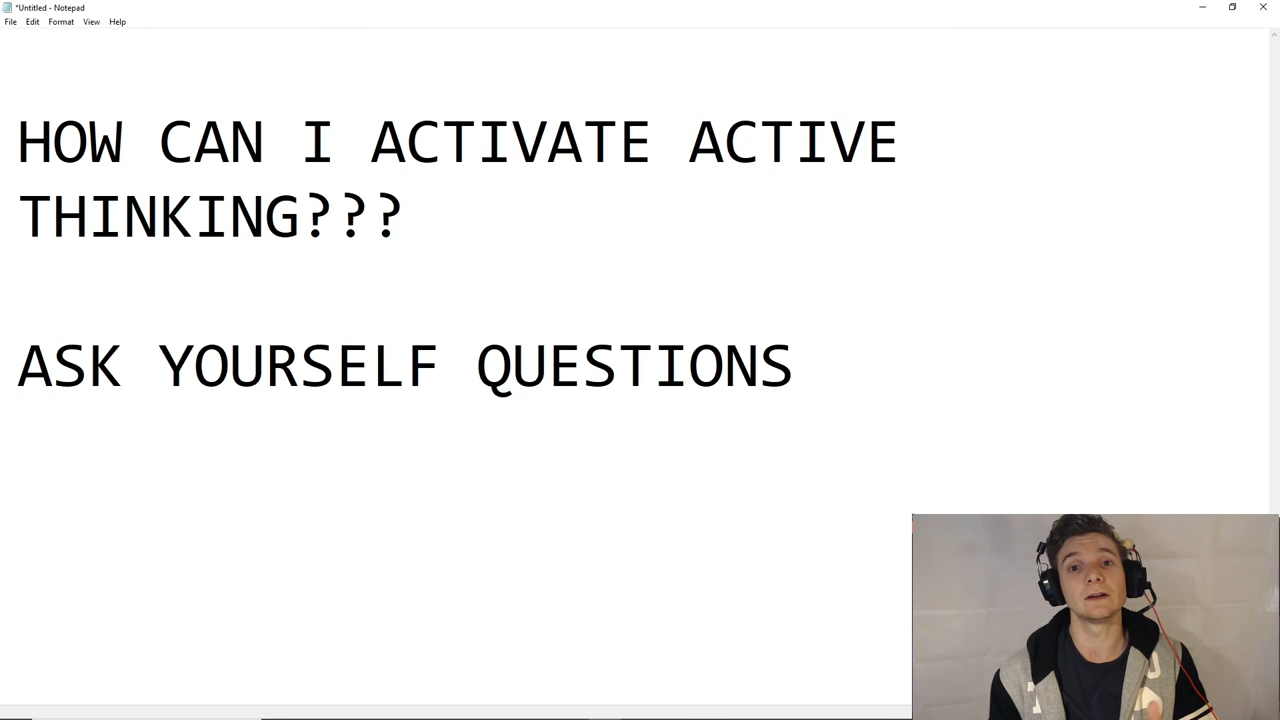 *Untitled - Notepad
File Edit Format View Help
HOW CAN I ACTIVATE ACTIVE
THINKING???
ASK YOURSELF QUESTIONS